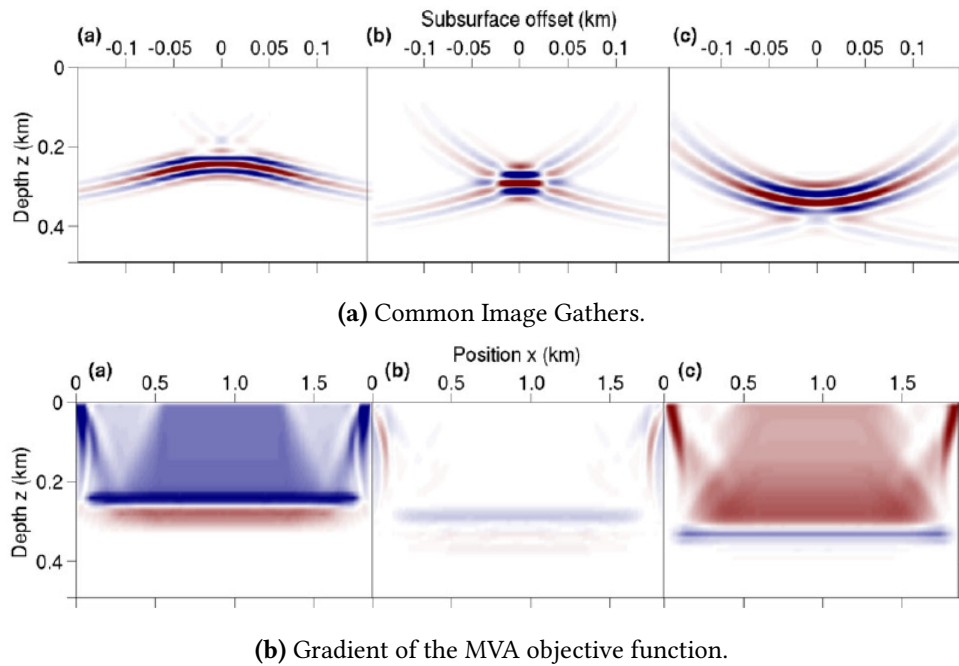 Subsurface offset (km)
(a) (b) (c)
-0.1 -0.05 0 0.05 0.1 -0.1 -0.05 0 0.05 0.1 -0.1 -0.05 0 0.05 0.1
0
0.2
0.4
Depth z (km)
(a) Common Image Gathers.
Position x (km)
(a) (b) (c)
0 0.5 1.0 1.5 0 0.5 1.0 1.5 0 0.5 1.0 1.5
0
0.2
0.4
Depth z (km)
(b) Gradient of the MVA objective function.